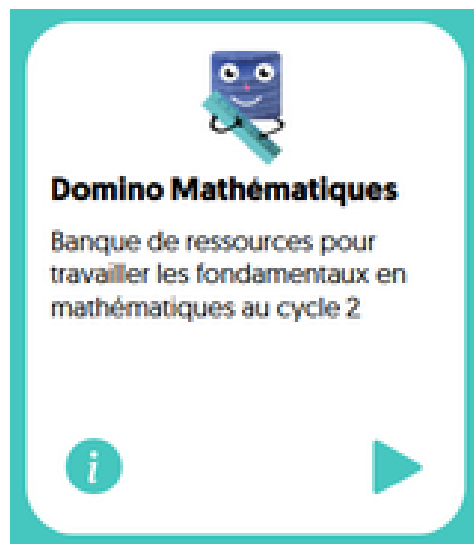 Domino Mathématiques
Banque de ressources pour
travailler les fondamentaux en
mathématiques au cycle 2
i